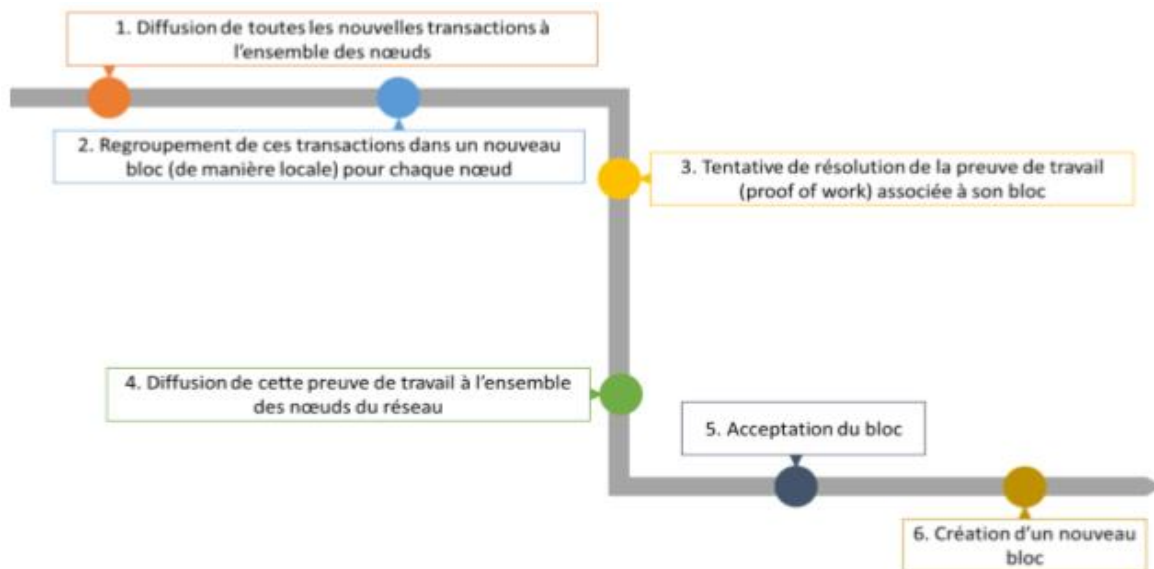 1. Diffusion de toutes les nouvelles transactions à
l'ensemble des nœuds
2. Regroupement de ces transactions dans un nouveau
bloc (de manière locale) pour chaque nœud
3. Tentative de résolution de la preuve de travail
(proof of work) associée à son bloc
4. Diffusion de cette preuve de travail à l'ensemble
des nœuds du réseau
5. Acceptation du bloc
6. Création d'un nouveau
bloc